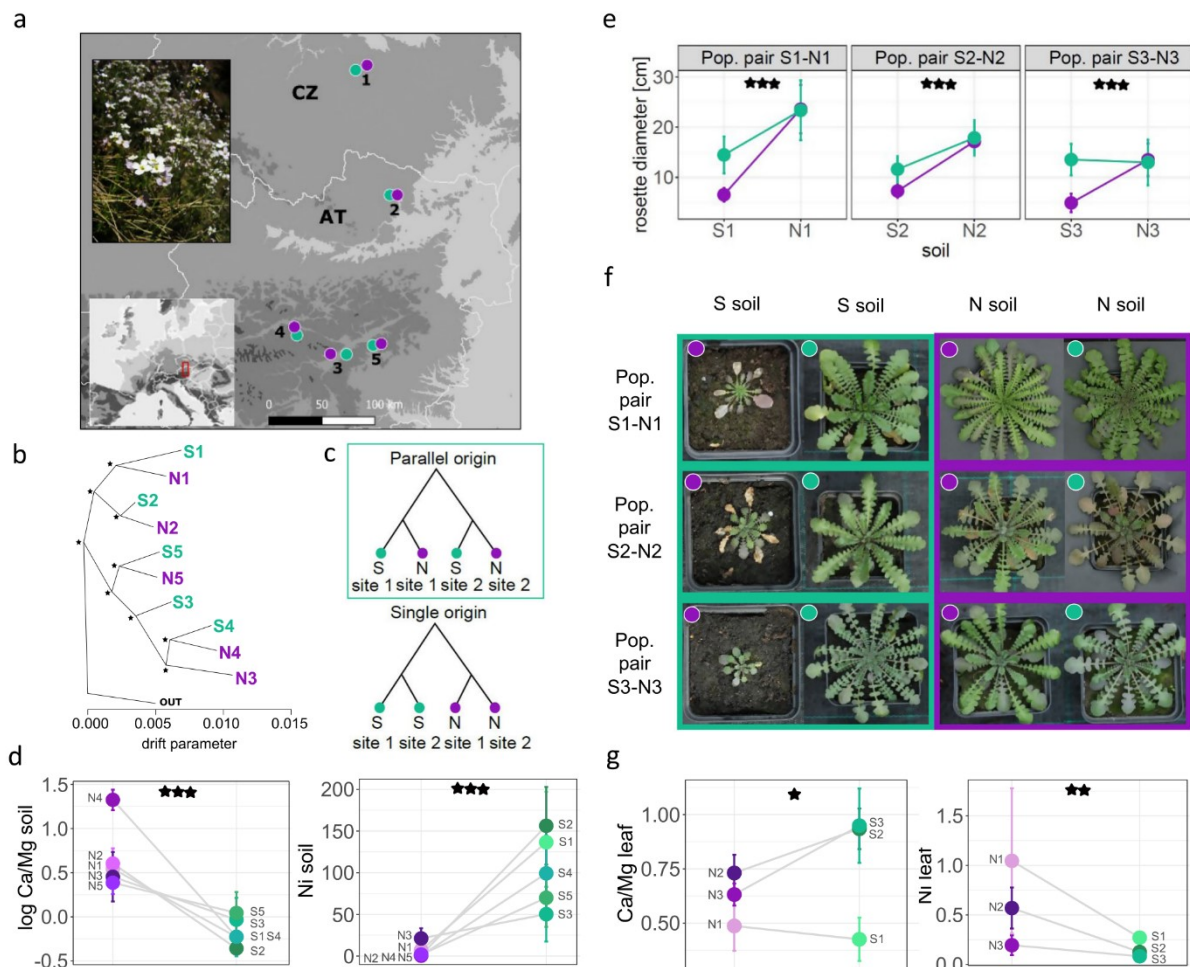 a
CZ
1
AT
2
4
3
5
0 50 100 km
b
S1
N1
S2
N2
S5
N5
S3
S4
N4
N3
OUT
0.000 0.005 0.010 0.015
drift parameter
c
Parallel origin
S N S N
site 1 site 1 site 2 site 2
Single origin
S S N N
site 1 site 2 site 1 site 2
d
log Ca/Mg soil
1.5
1.0
0.5
0.0
-0.5
N4
N2
N1
N3
N5
S5
S3
S1 S4
S2
Ni soil
200
150
100
50
0
N3
N1
N2 N4 N5
S2
S1
S4
S5
S3
e
Pop. pair S1-N1 Pop. pair S2-N2 Pop. pair S3-N3
rosette diameter [cm]
30
20
10
S1 N1 S2 N2 S3 N3
soil
f
S soil S soil N soil N soil
Pop.
pair
S1-N1
Pop.
pair
S2-N2
Pop.
pair
S3-N3
g
Ca/Mg leaf
1.00
0.75
0.50
N2
N3
N1
S3
S2
S1
Ni leaf
1.5
1.0
0.5
0.0
N1
N2
N3
S1
S2
S3